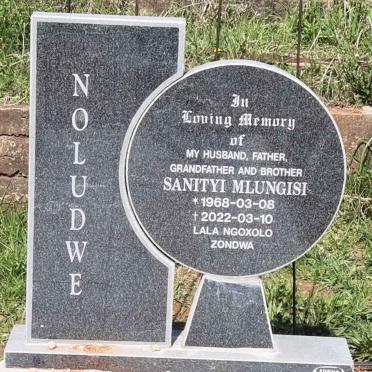 NOLUDWE
In
Loving Memory
of
MY HUSBAND, FATHER,
GRANDFATHER AND BROTHER
SANITYI MLUNGISI
* 1968-03-08
† 2022-03-10
LALA NGOXOLO
ZONDWA